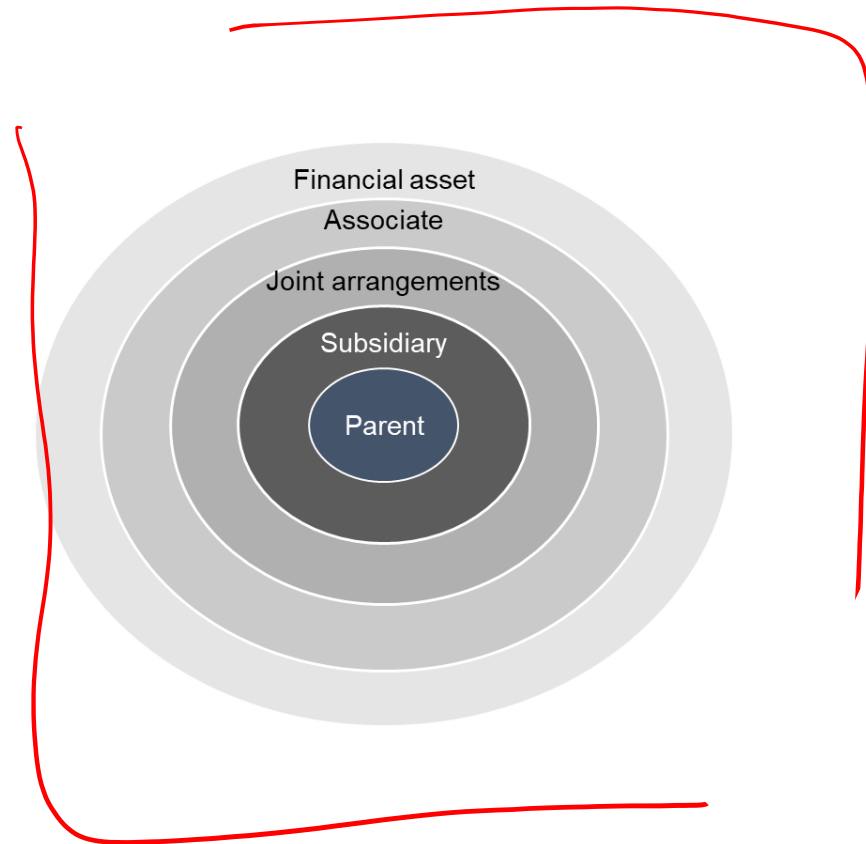 Financial asset
Associate
Joint arrangements
Subsidiary
Parent